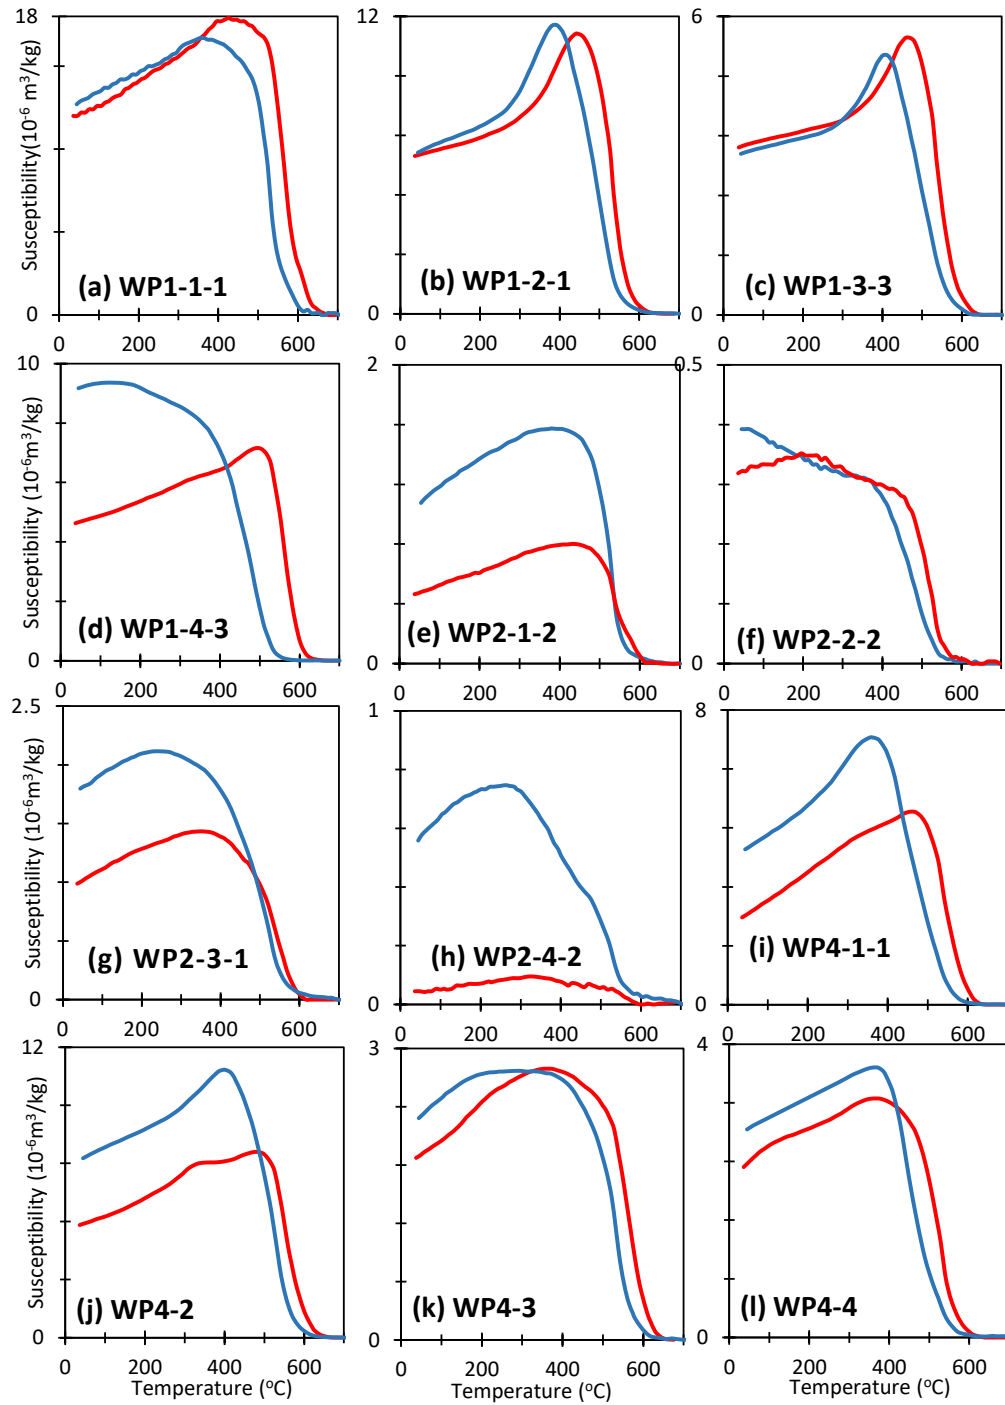 18
Susceptibility(10⁻⁶ m³/kg)
(a) WP1-1-1
0
0 200 400 600
12
(b) WP1-2-1
0
0 200 400 600
6
(c) WP1-3-3
0
0 200 400 600
10
Susceptibility (10⁻⁶m³/kg)
(d) WP1-4-3
0
0 200 400 600
2
(e) WP2-1-2
0
0 200 400 600
0.5
(f) WP2-2-2
0
0 200 400 600
2.5
Susceptibility (10⁻⁶m³/kg)
(g) WP2-3-1
0
0 200 400 600
1
(h) WP2-4-2
0
0 200 400 600
8
(i) WP4-1-1
0
0 200 400 600
12
Susceptibility (10⁻⁶m³/kg)
(j) WP4-2
0
0 200 400 600
Temperature (°C)
3
(k) WP4-3
0
0 200 400 600
Temperature (°C)
4
(l) WP4-4
0
0 200 400 600
Temperature (°C)